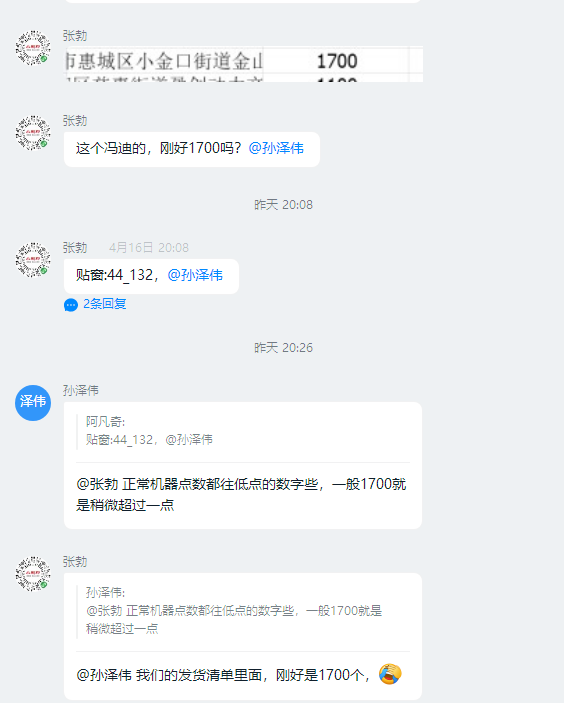 张勃
市惠城区小金口街道金山 1700
张勃
这个冯迪的，刚好1700吗？@孙泽伟
昨天 20:08
张勃 4月16日 20:08
贴窗:44_132，@孙泽伟
2条回复
昨天 20:26
泽伟
孙泽伟
阿凡奇:
贴窗:44_132，@孙泽伟
@张勃 正常机器点数都往低点的数字些，一般1700就
是稍微超过一点
张勃
孙泽伟:
@张勃 正常机器点数都往低点的数字些，一般1700就是
稍微超过一点
@孙泽伟 我们的发货清单里面，刚好是1700个，